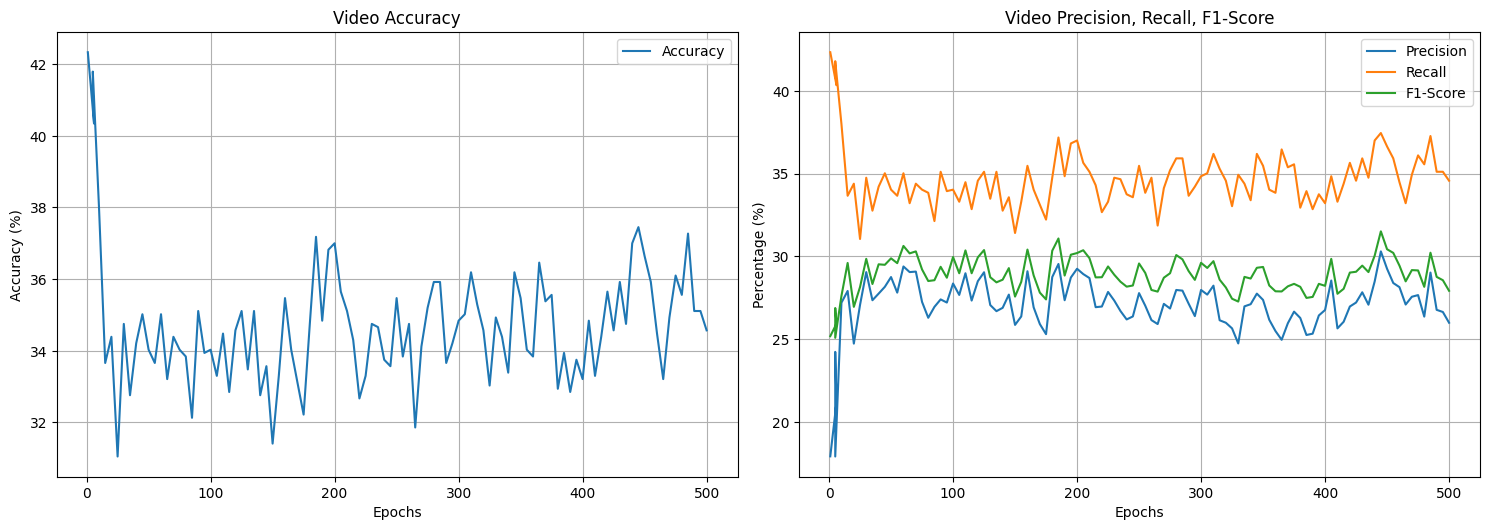 Video Accuracy
Accuracy
42
40
38
36
34
32
Accuracy (%)
0
100
200
300
400
500
Epochs
Video Precision, Recall, F1-Score
Precision
Recall
F1-Score
40
35
30
25
20
Percentage (%)
0
100
200
300
400
500
Epochs